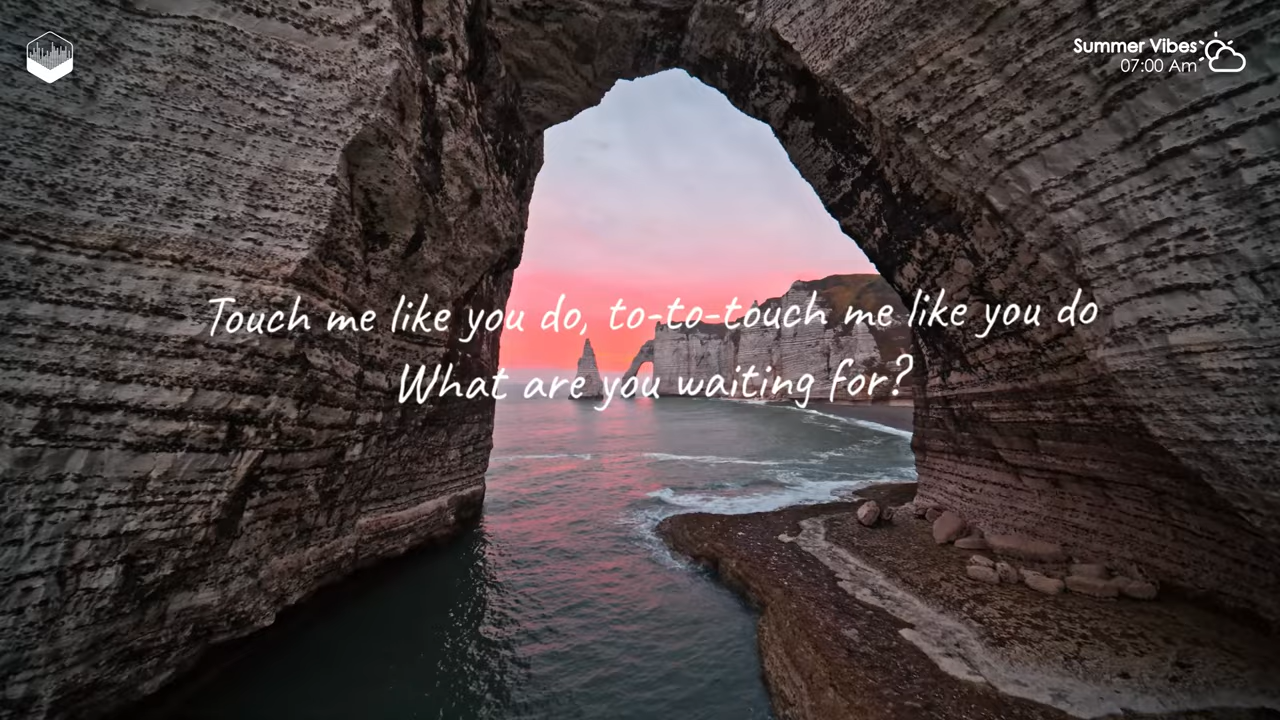 Summer Vibes
07:00 Am
Touch me like you do, to-to-touch me like you do
What are you waiting for?